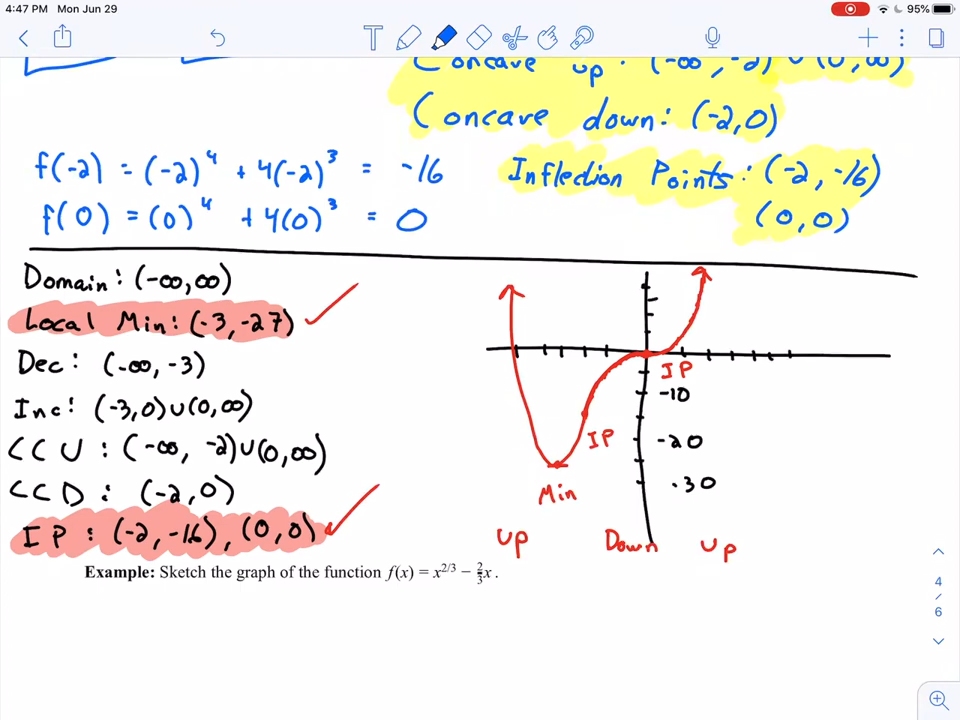 4:47 PM Mon Jun 29
95%
Concave up: (-∞, -2) ∪ (0, ∞)
Concave down: (-2, 0)
f(-2) = (-2)⁴ + 4(-2)³ = -16
Inflection Points: (-2, -16)
f(0) = (0)⁴ + 4(0)³ = 0
(0, 0)
Domain: (-∞, ∞)
Local Min: (-3, -27)
Dec: (-∞, -3)
Inc: (-3, 0) ∪ (0, ∞)
CCU: (-∞, -2) ∪ (0, ∞)
CCD: (-2, 0)
IP: (-2, -16), (0, 0)
IP
-10
IP
-20
-30
Min
Up
Down
Up
Example: Sketch the graph of the function f(x) = x^{2/3} − 2/3 x.
4
/
6